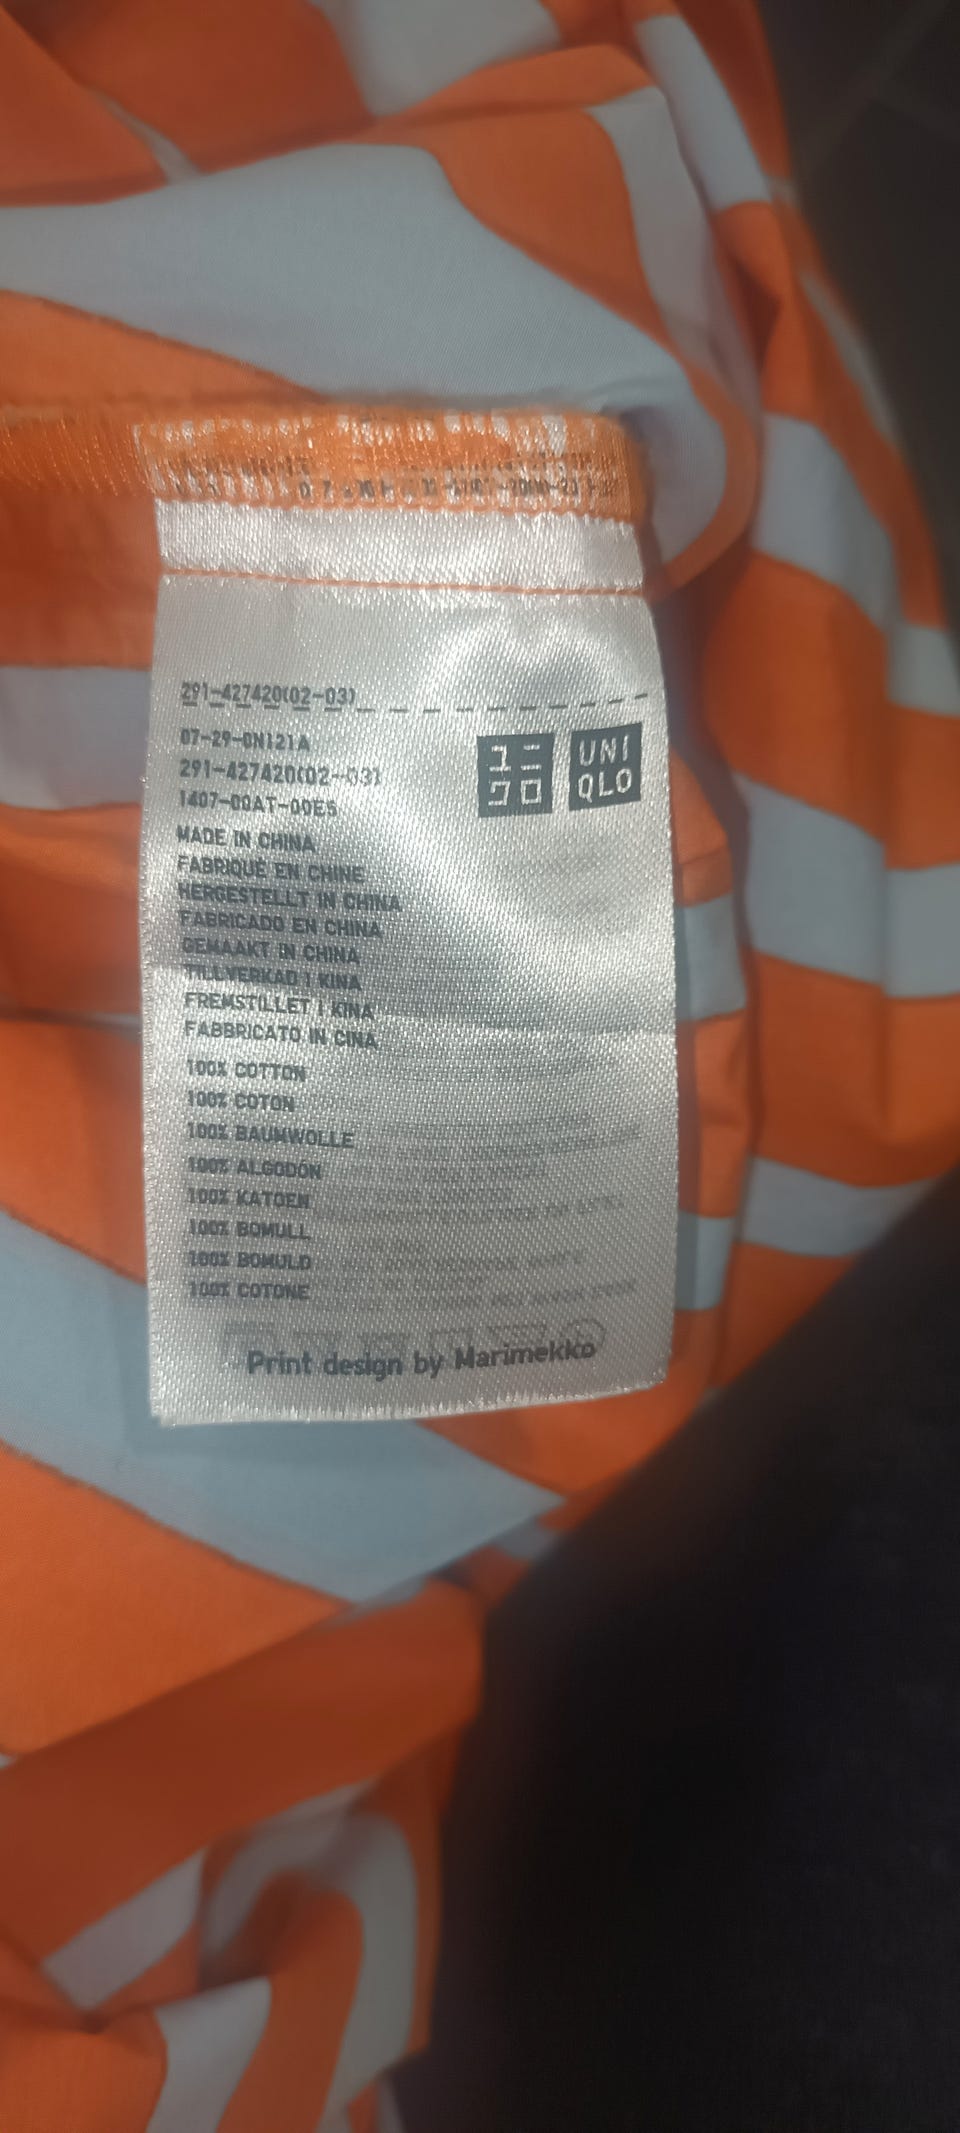 291-427420(02-03)
07-29-0N121A
291-427420(02-03)
1407-00AT-00E5
ユニ
クロ
UNI
QLO
MADE IN CHINA
FABRIQUÉ EN CHINE
HERGESTELLT IN CHINA
FABRICADO EN CHINA
GEMAAKT IN CHINA
TILLVERKAD I KINA
FREMSTILLET I KINA
FABBRICATO IN CINA
100% COTTON
100% COTON
100% BAUMWOLLE
100% ALGODÓN
100% KATOEN
100% BOMULL
100% BOMULD
100% COTONE
Print design by Marimekko